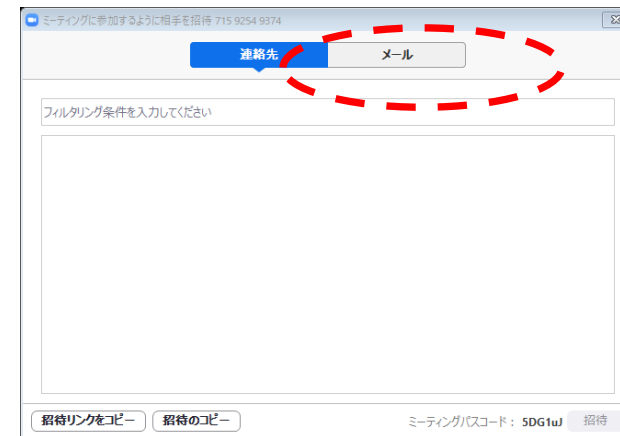 ミーティングに参加するように相手を招待 715 9254 9374
連絡先 メール
フィルタリング条件を入力してください
招待リンクをコピー 招待のコピー ミーティングパスコード： 5DG1uJ 招待